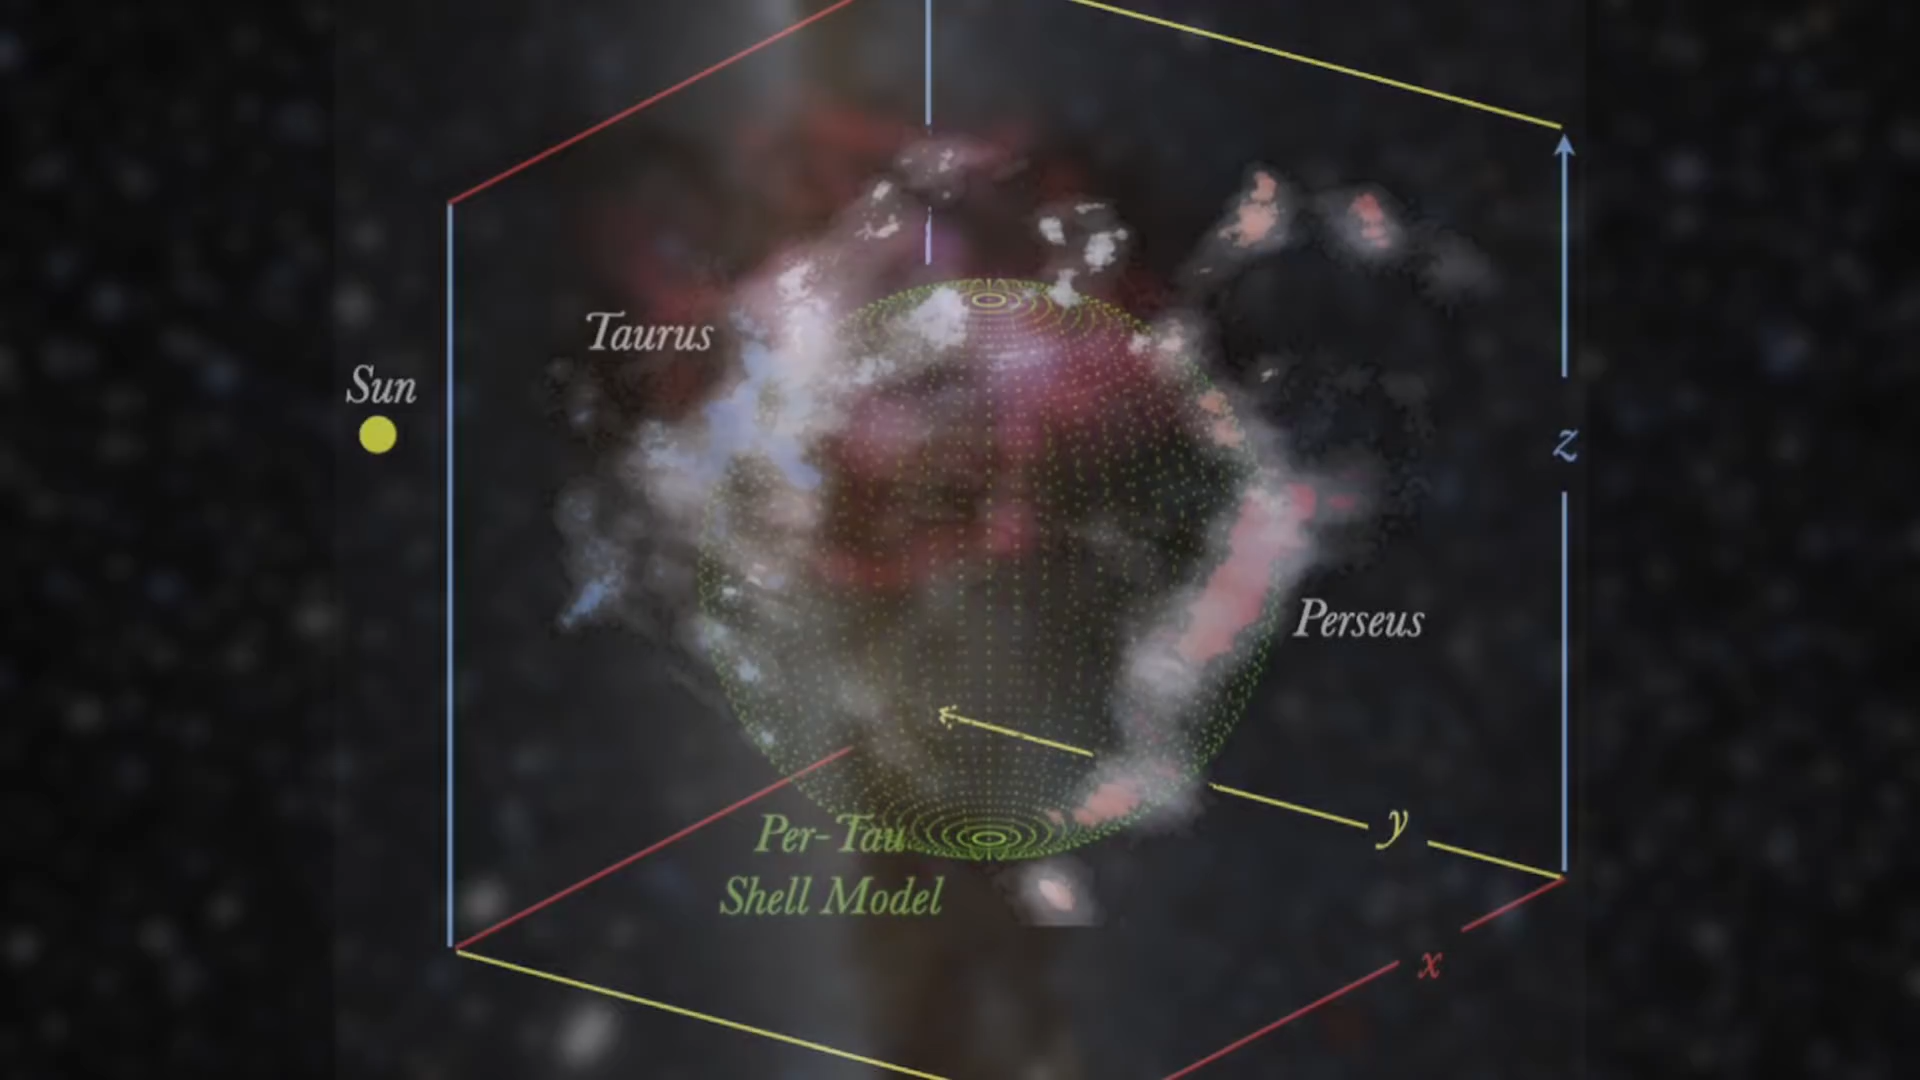 Taurus
Sun
z
Perseus
y
Per-Tau
Shell Model
x